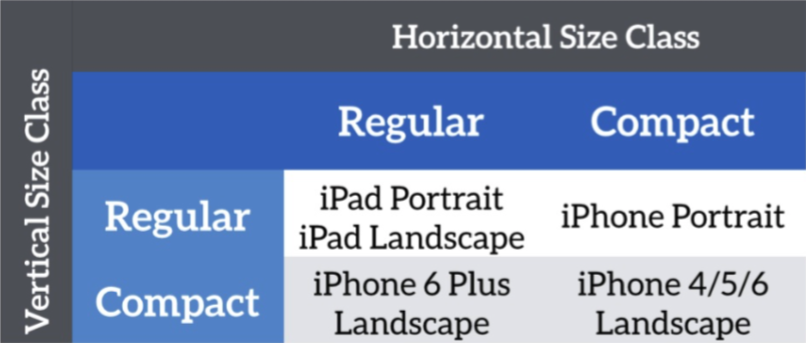 Horizontal Size Class
Vertical Size Class
Regular Compact
Regular
iPad Portrait
iPad Landscape
iPhone Portrait
Compact
iPhone 6 Plus
Landscape
iPhone 4/5/6
Landscape